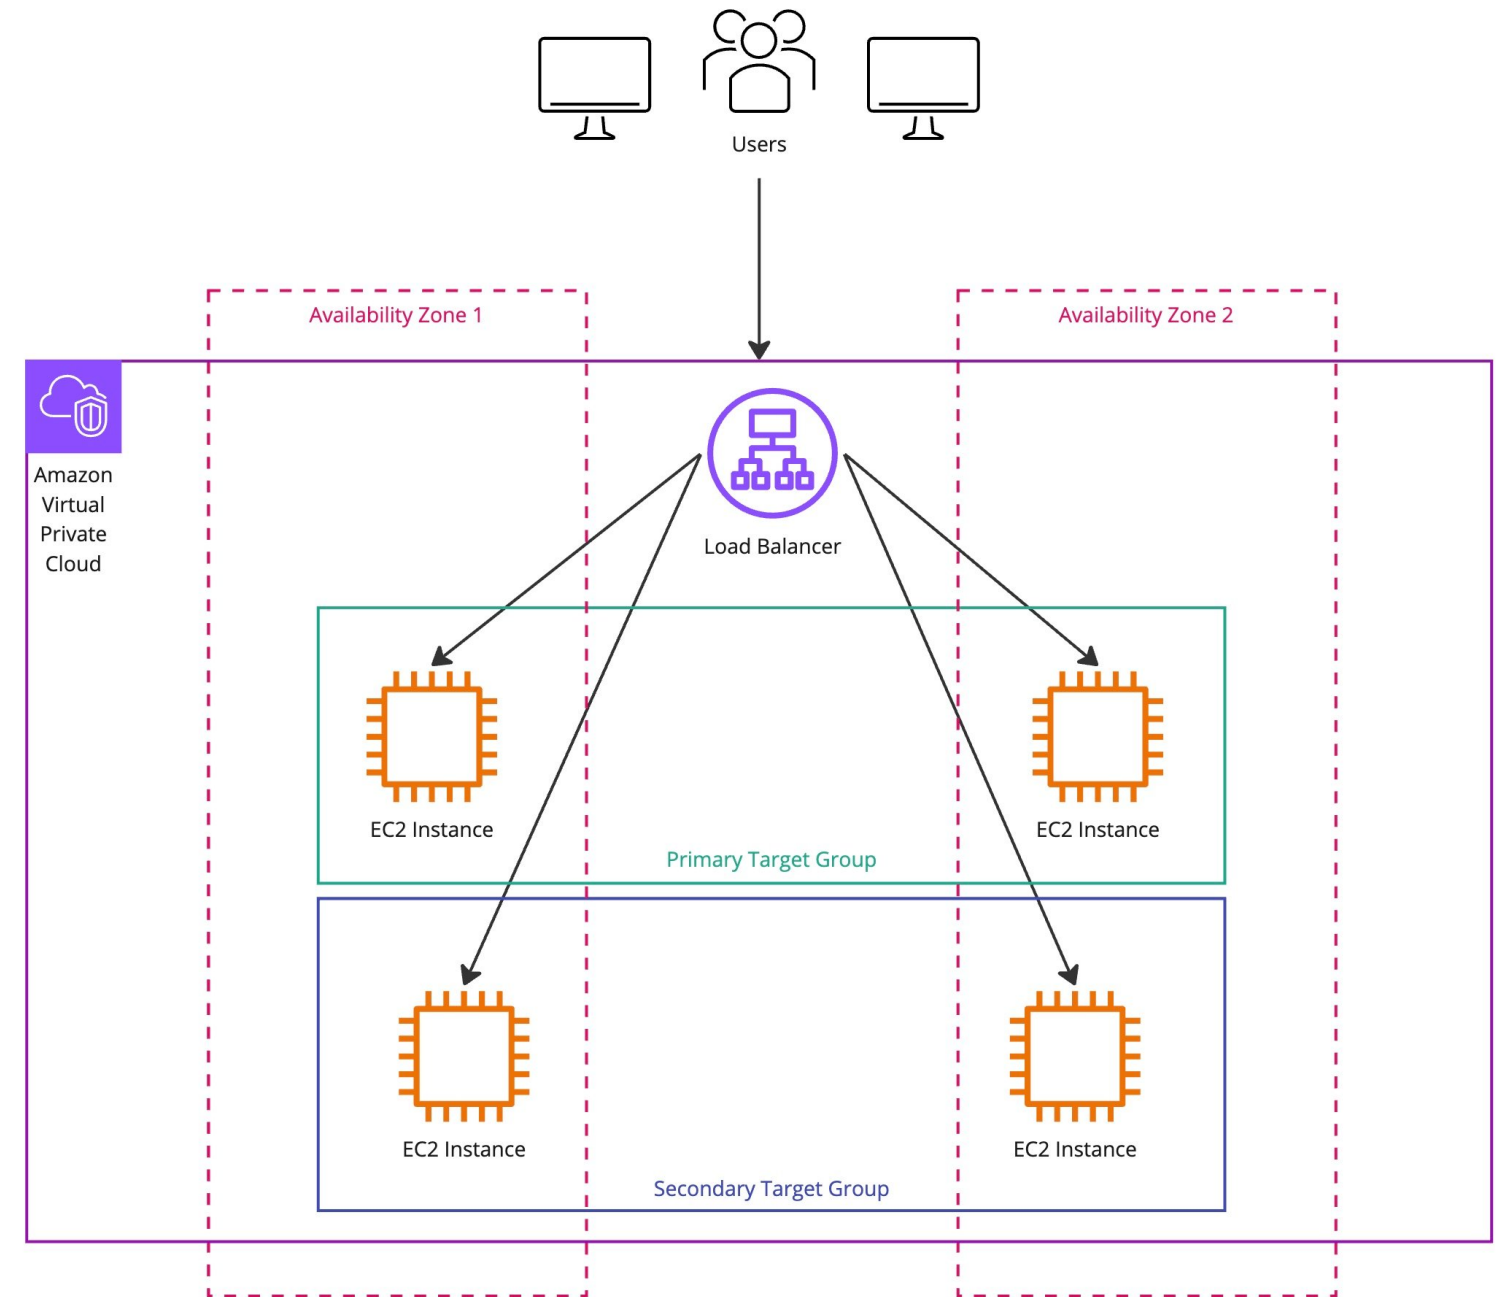 Users
Availability Zone 1
Availability Zone 2
Amazon
Virtual
Private
Cloud
Load Balancer
EC2 Instance
EC2 Instance
Primary Target Group
EC2 Instance
EC2 Instance
Secondary Target Group